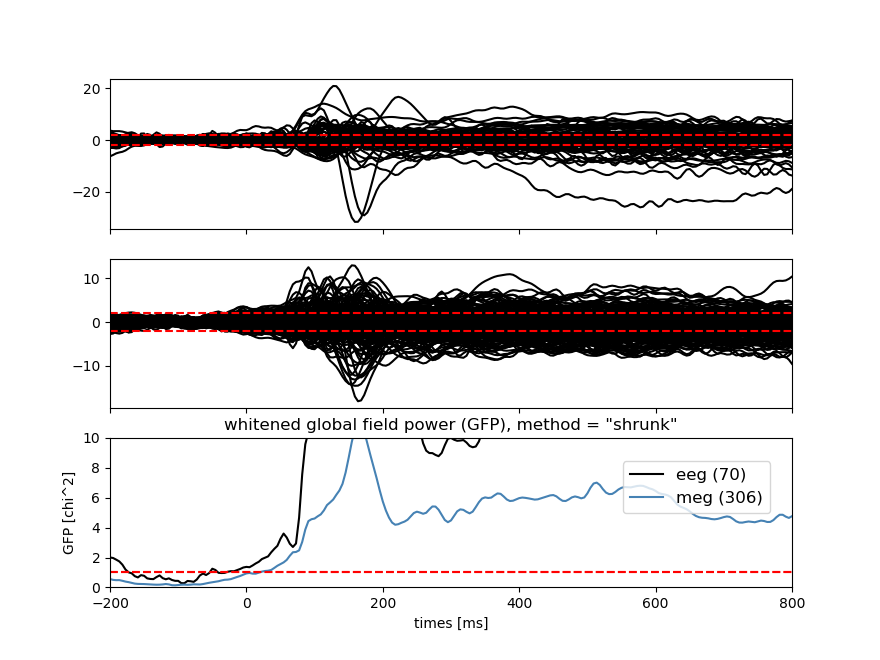 20
0
−20
10
0
−10
whitened global field power (GFP), method = "shrunk"
10
8
6
4
2
0
GFP [chi^2]
eeg (70)
meg (306)
−200 0 200 400 600 800
times [ms]